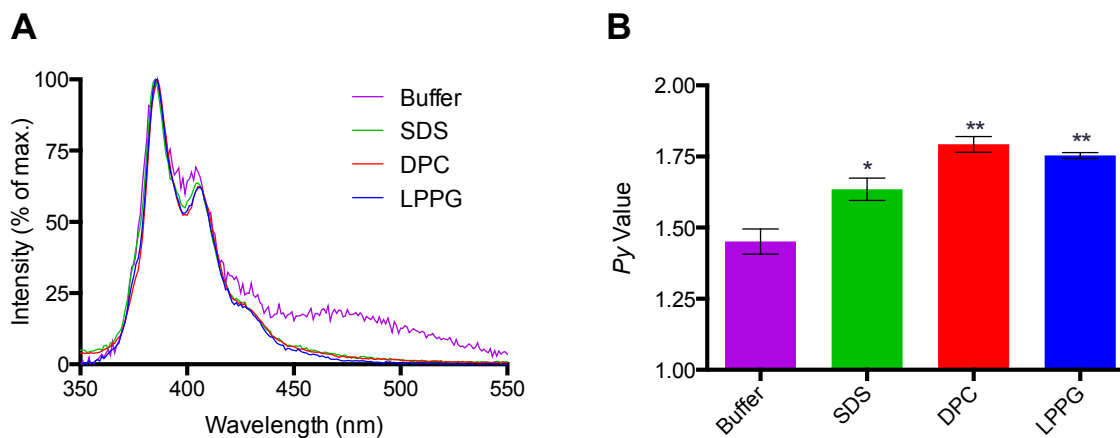 A
Intensity (% of max.)
100
75
50
25
0
350
400
450
500
550
Wavelength (nm)
Buffer
SDS
DPC
LPPG
B
Py Value
2.00
1.75
1.50
1.25
1.00
*
**
**
Buffer
SDS
DPC
LPPG